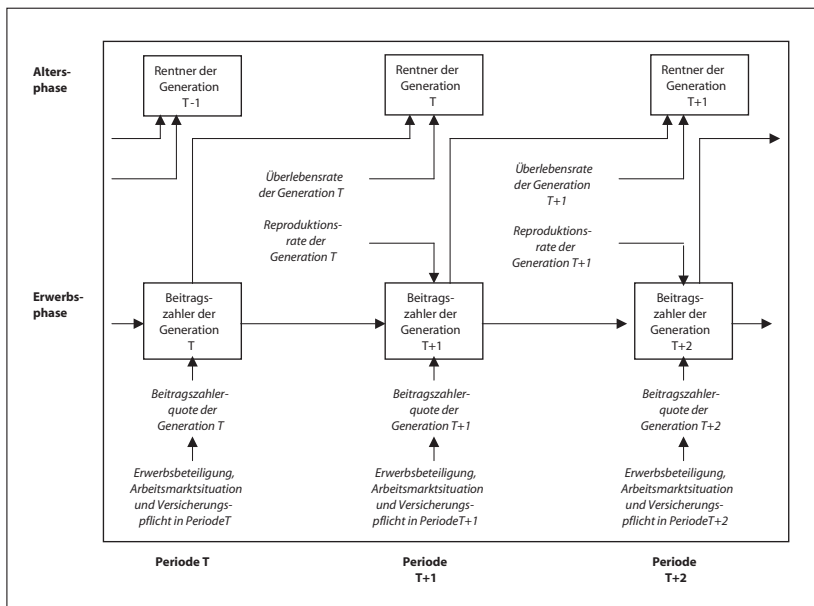 Alters-
phase
Rentner der
Generation
T-1
Rentner der
Generation
T
Rentner der
Generation
T+1
Überlebensrate
der Generation T
Überlebensrate
der Generation
T+1
Reproduktions-
rate der
Generation T
Reproduktions-
rate der
Generation T+1
Erwerbs-
phase
Beitrags-
zahler der
Generation
T
Beitrags-
zahler der
Generation
T+1
Beitrags-
zahler der
Generation
T+2
Beitragszahler-
quote der
Generation T
Beitragszahler-
quote der
Generation T+1
Beitragszahler-
quote der
Generation T+2
Erwerbsbeteiligung,
Arbeitsmarktsituation
und Versicherungs-
pflicht in PeriodeT
Erwerbsbeteiligung,
Arbeitsmarktsituation
und Versicherungs-
pflicht in PeriodeT+1
Erwerbsbeteiligung,
Arbeitsmarktsituation
und Versicherungs-
pflicht in PeriodeT+2
Periode T
Periode
T+1
Periode
T+2